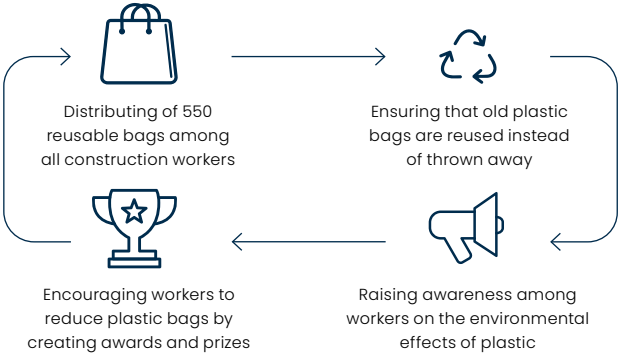 Distributing of 550
reusable bags among
all construction workers
Ensuring that old plastic
bags are reused instead
of thrown away
Encouraging workers to
reduce plastic bags by
creating awards and prizes
Raising awareness among
workers on the environmental
effects of plastic